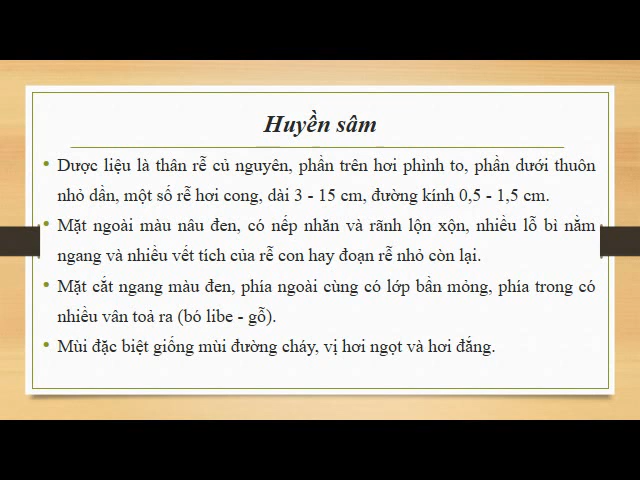 Huyền sâm
• Dược liệu là thân rễ củ nguyên, phần trên hơi phình to, phần dưới thuôn
nhỏ dần, một số rễ hơi cong, dài 3 - 15 cm, đường kính 0,5 - 1,5 cm.
• Mặt ngoài màu nâu đen, có nếp nhăn và rãnh lộn xộn, nhiều lỗ bì nằm
ngang và nhiều vết tích của rễ con hay đoạn rễ nhỏ còn lại.
• Mặt cắt ngang màu đen, phía ngoài cùng có lớp bần mỏng, phía trong có
nhiều vân toả ra (bó libe - gỗ).
• Mùi đặc biệt giống mùi đường cháy, vị hơi ngọt và hơi đắng.